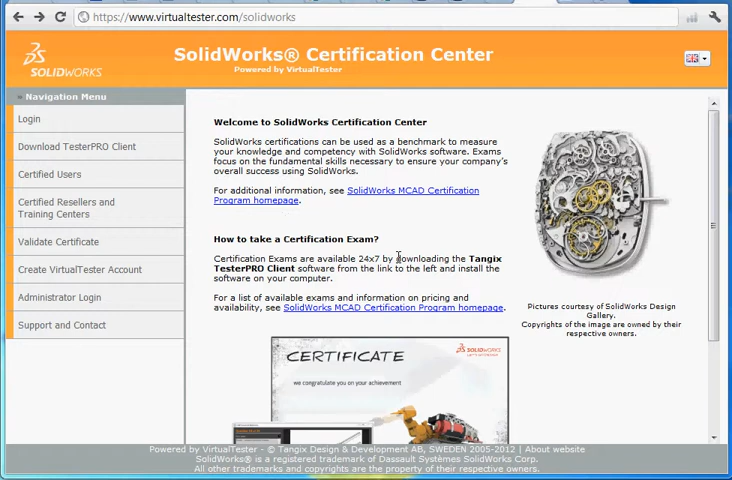 https://www.virtualtester.com/solidworks
SOLIDWORKS
SolidWorks® Certification Center
Powered by VirtualTester
Navigation Menu
Login
Download TesterPRO Client
Certified Users
Certified Resellers and
Training Centers
Validate Certificate
Create VirtualTester Account
Administrator Login
Support and Contact
Welcome to SolidWorks Certification Center
SolidWorks certifications can be used as a benchmark to measure
your knowledge and competency with SolidWorks software. Exams
focus on the fundamental skills necessary to ensure your company's
overall success using SolidWorks.
For additional information, see SolidWorks MCAD Certification
Program homepage.
How to take a Certification Exam?
Certification Exams are available 24x7 by downloading the Tangix
TesterPRO Client software from the link to the left and install the
software on your computer.
For a list of available exams and information on pricing and
availability, see SolidWorks MCAD Certification Program homepage.
Pictures courtesy of SolidWorks Design
Gallery.
Copyrights of the image are owned by their
respective owners.
CERTIFICATE
SOLIDWORKS
we congratulate you on your achievement
Powered by VirtualTester - © Tangix Design & Development AB, SWEDEN 2005-2012 | About website
SolidWorks® is a registered trademark of Dassault Systèmes SolidWorks Corp.
All other trademarks and copyrights are the property of their respective owners.